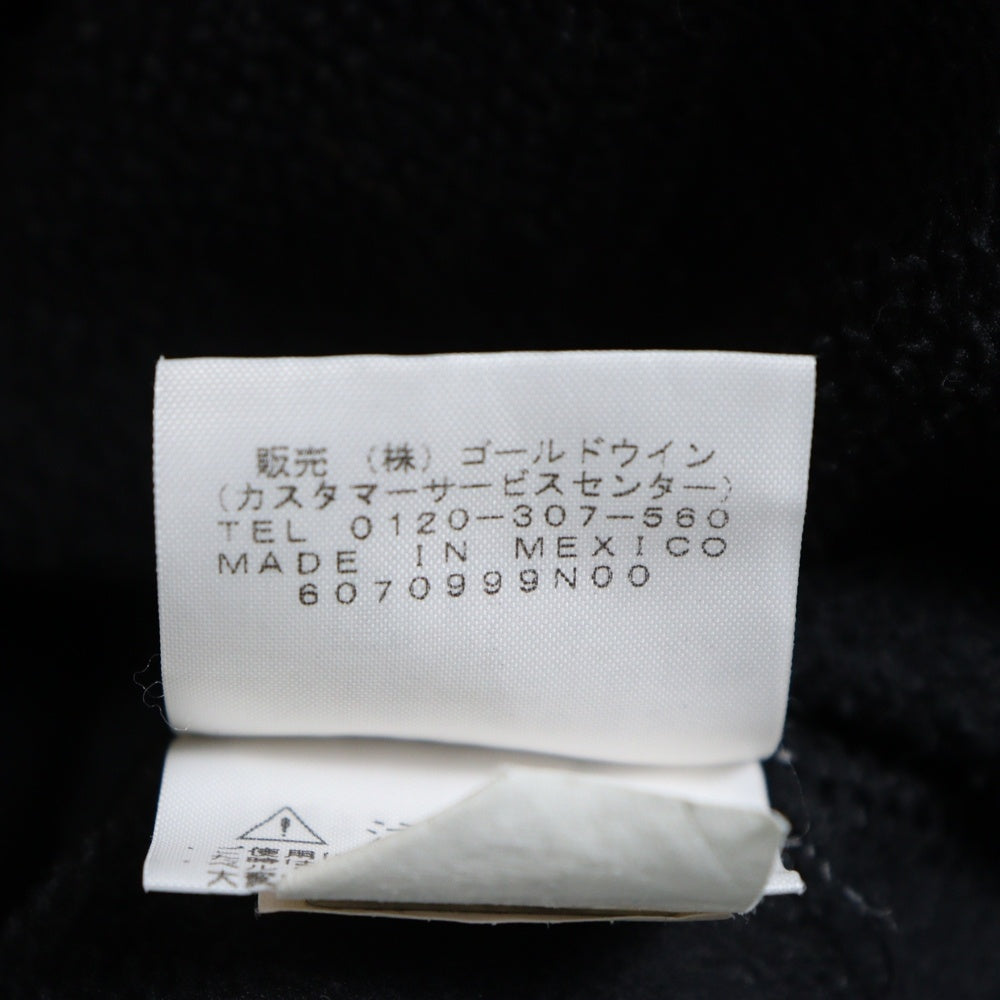 販売 (株) ゴールドウイン
(カスタマーサービスセンター)
TEL 0120-307-560
MADE IN MEXICO
6070999N00